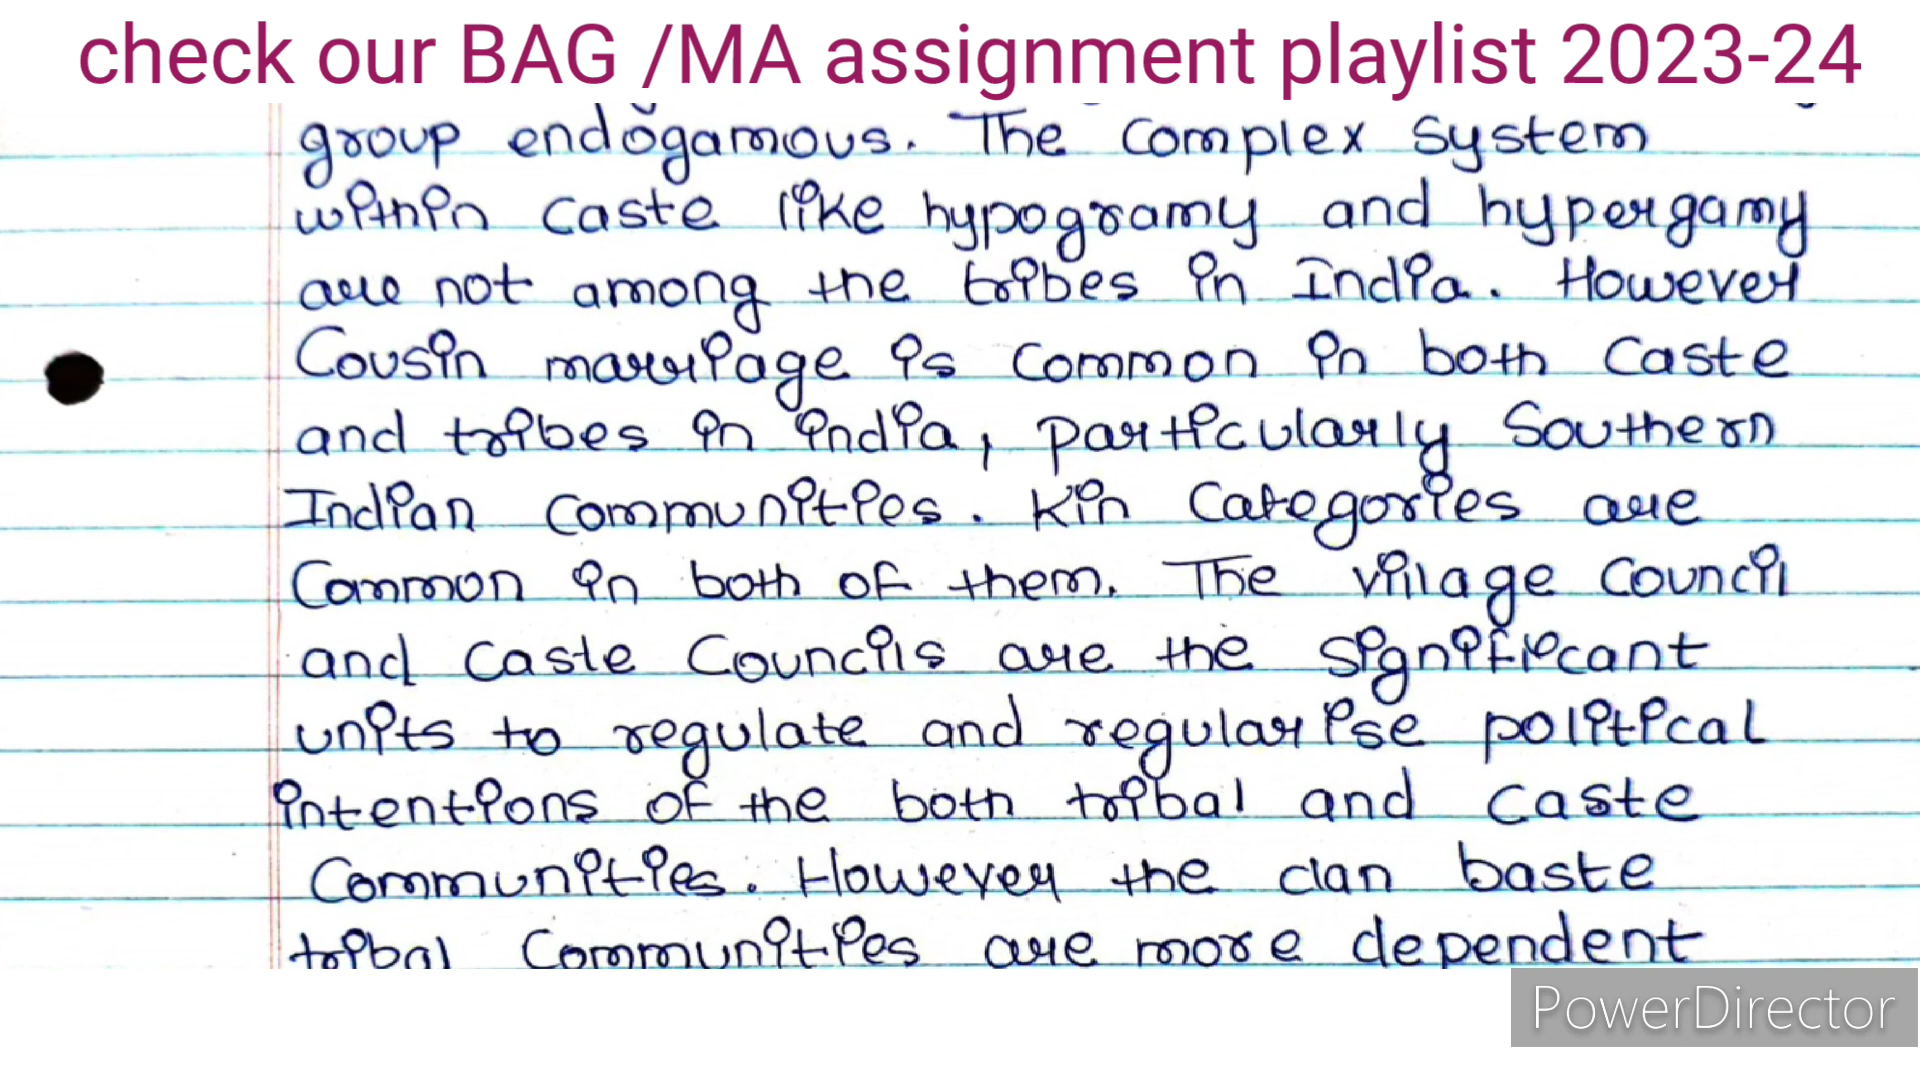 check our BAG /MA assignment playlist 2023-24
group endogamous. The Complex System
within caste like hypogramy and hypergamy
are not among the tribes in India. However
Cousin marriage is common in both caste
and tribes in india, particularly Southern
Indian communities. Kin Categories are
Common in both of them. The village Council
and caste Councils are the significant
units to regulate and regularise political
intentions of the both tribal and caste
Communities. However the clan baste
tribal Communities are more dependent
PowerDirector